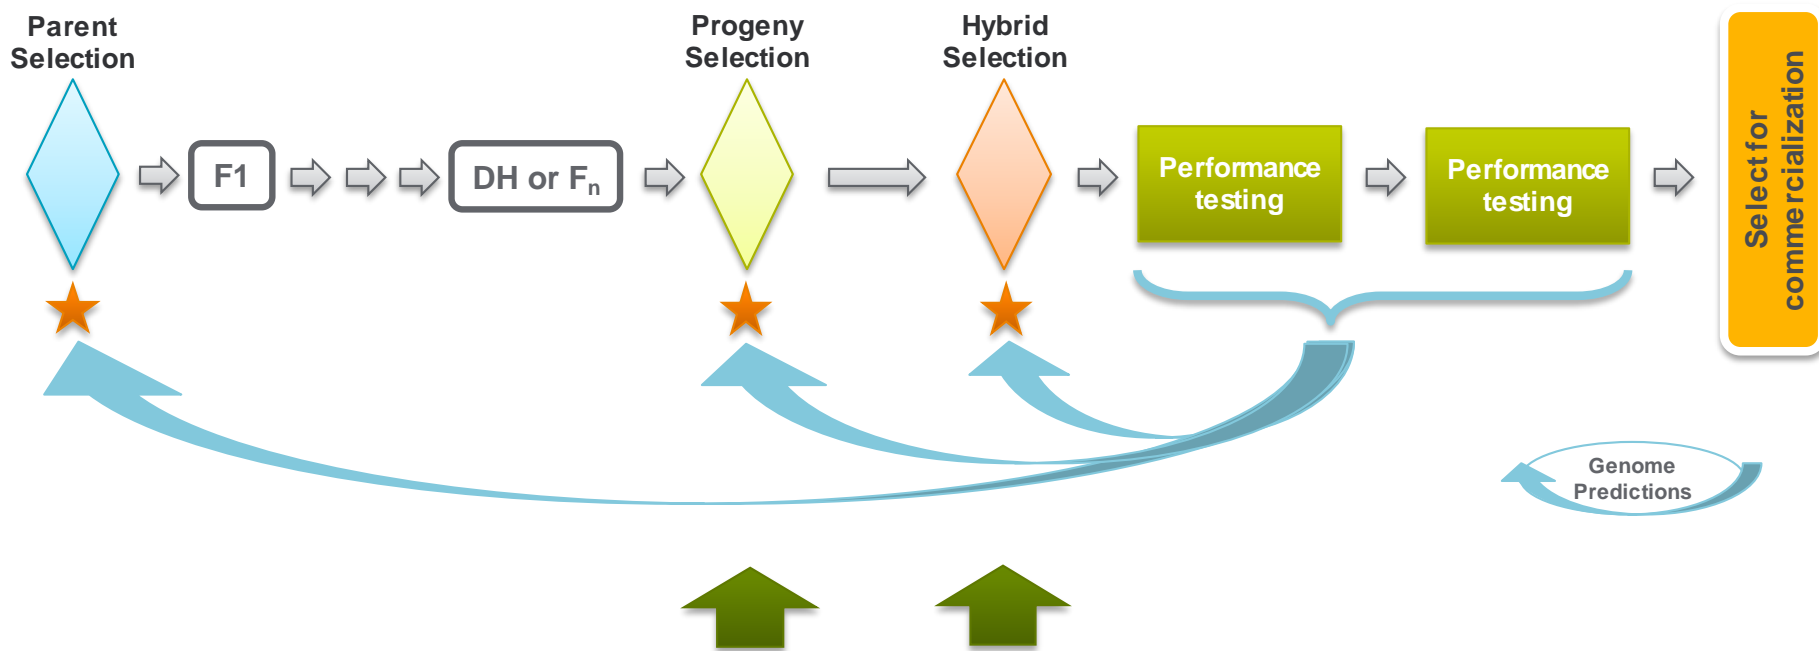 Parent
Selection
Progeny
Selection
Hybrid
Selection
F1
DH or Fn
Performance
testing
Performance
testing
Select for
commercialization
Genome
Predictions